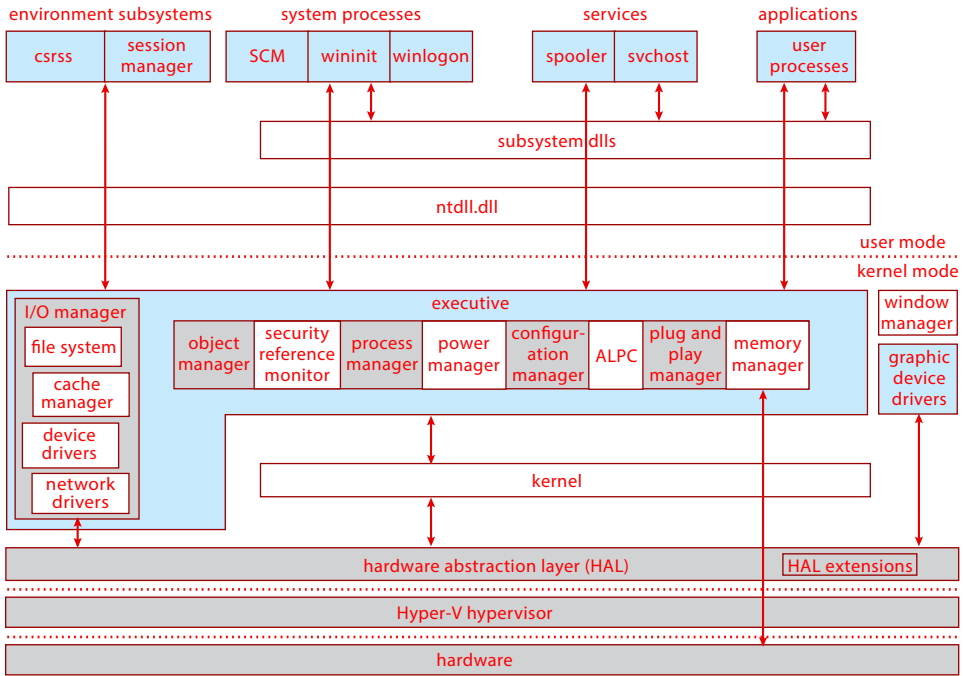 environment subsystems
system processes
services
applications
csrss
session
manager
SCM
wininit
winlogon
spooler
svchost
user
processes
subsystem dlls
ntdll.dll
user mode
kernel mode
executive
I/O manager
file system
cache
manager
device
drivers
network
drivers
object
manager
security
reference
monitor
process
manager
power
manager
configur-
ation
manager
ALPC
plug and
play
manager
memory
manager
window
manager
graphic
device
drivers
kernel
hardware abstraction layer (HAL)
HAL extensions
Hyper-V hypervisor
hardware